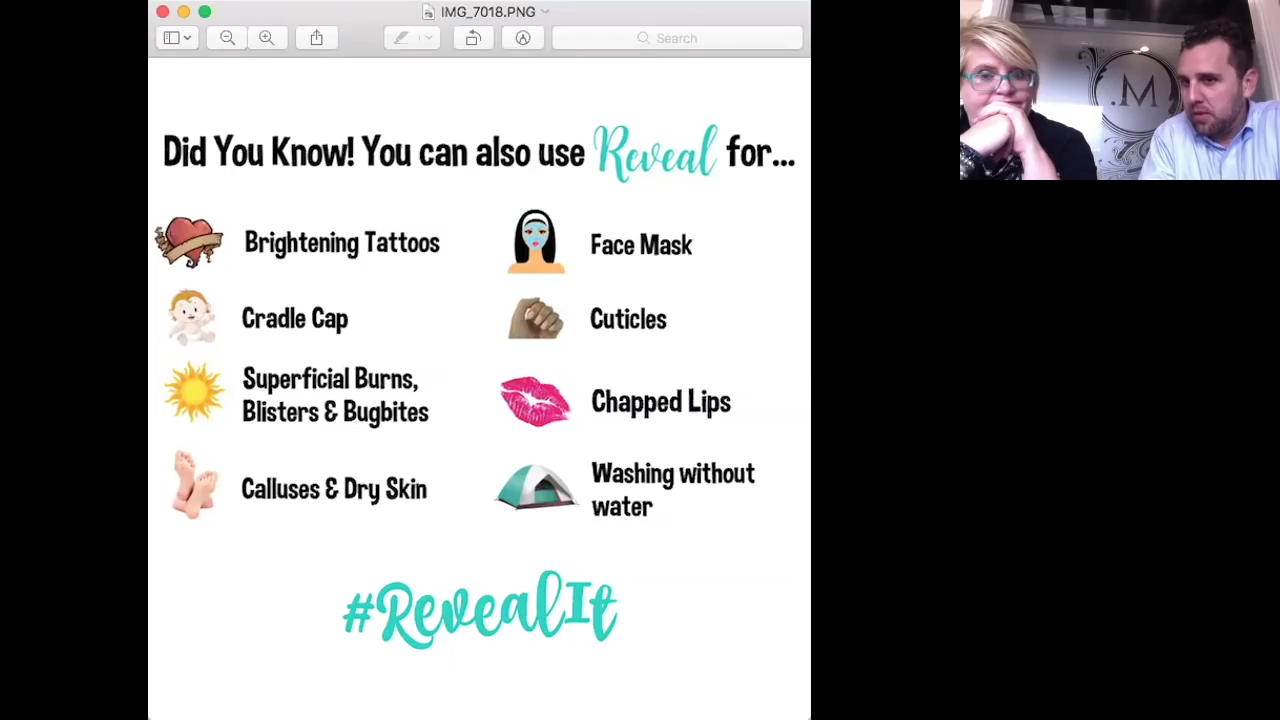 IMG_7018.PNG
Search
.M.
Did You Know! You can also use Reveal for...
Brightening Tattoos
Face Mask
Cradle Cap
Cuticles
Superficial Burns,
Blisters & Bugbites
Chapped Lips
Calluses & Dry Skin
Washing without
water
#RevealIt